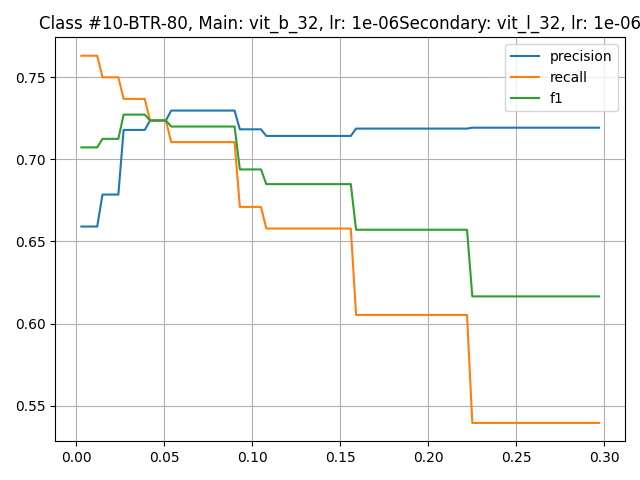 Class #10-BTR-80, Main: vit_b_32, lr: 1e-06Secondary: vit_l_32, lr: 1e-06
precision
recall
f1
0.75
0.70
0.65
0.60
0.55
0.00 0.05 0.10 0.15 0.20 0.25 0.30